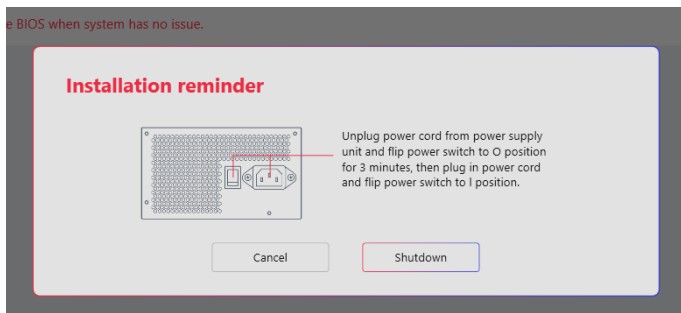 e BIOS when system has no issue.
Installation reminder
Unplug power cord from power supply
unit and flip power switch to O position
for 3 minutes, then plug in power cord
and flip power switch to I position.
Cancel
Shutdown